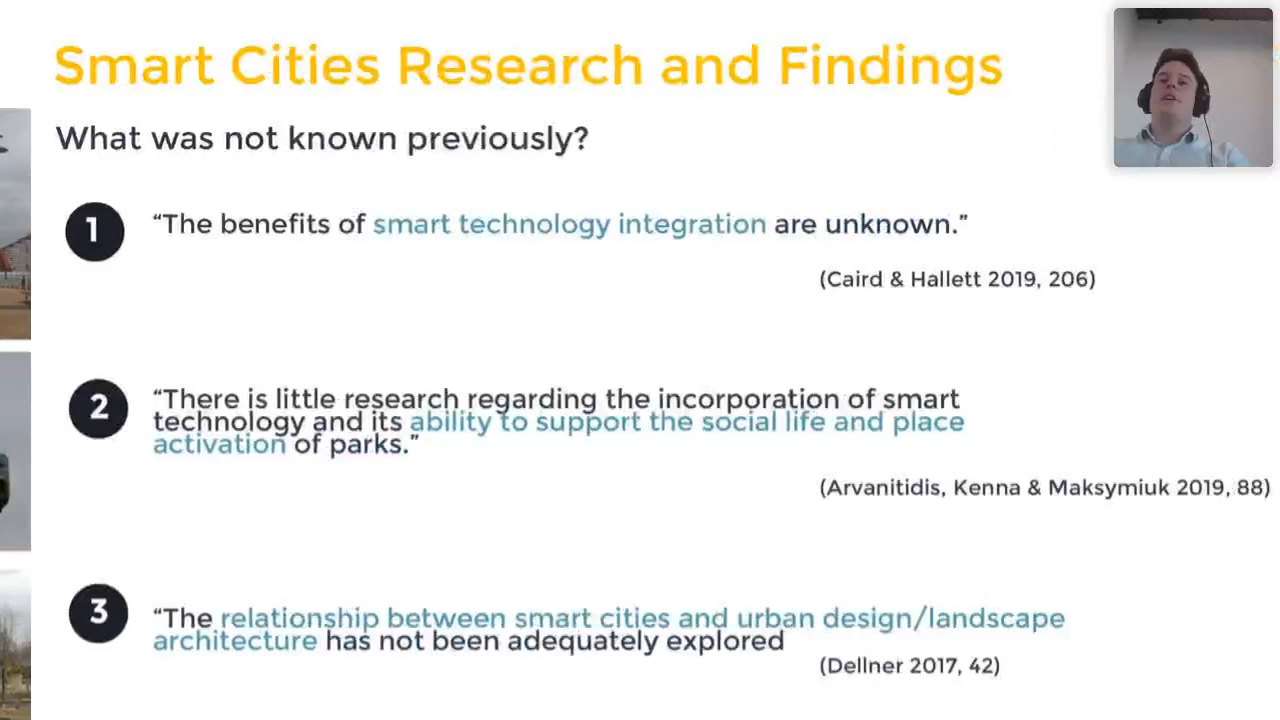 Smart Cities Research and Findings
What was not known previously?
1
“The benefits of smart technology integration are unknown.”
(Caird & Hallett 2019, 206)
2
“There is little research regarding the incorporation of smart
technology and its ability to support the social life and place
activation of parks.”
(Arvanitidis, Kenna & Maksymiuk 2019, 88)
3
“The relationship between smart cities and urban design/landscape
architecture has not been adequately explored
(Dellner 2017, 42)